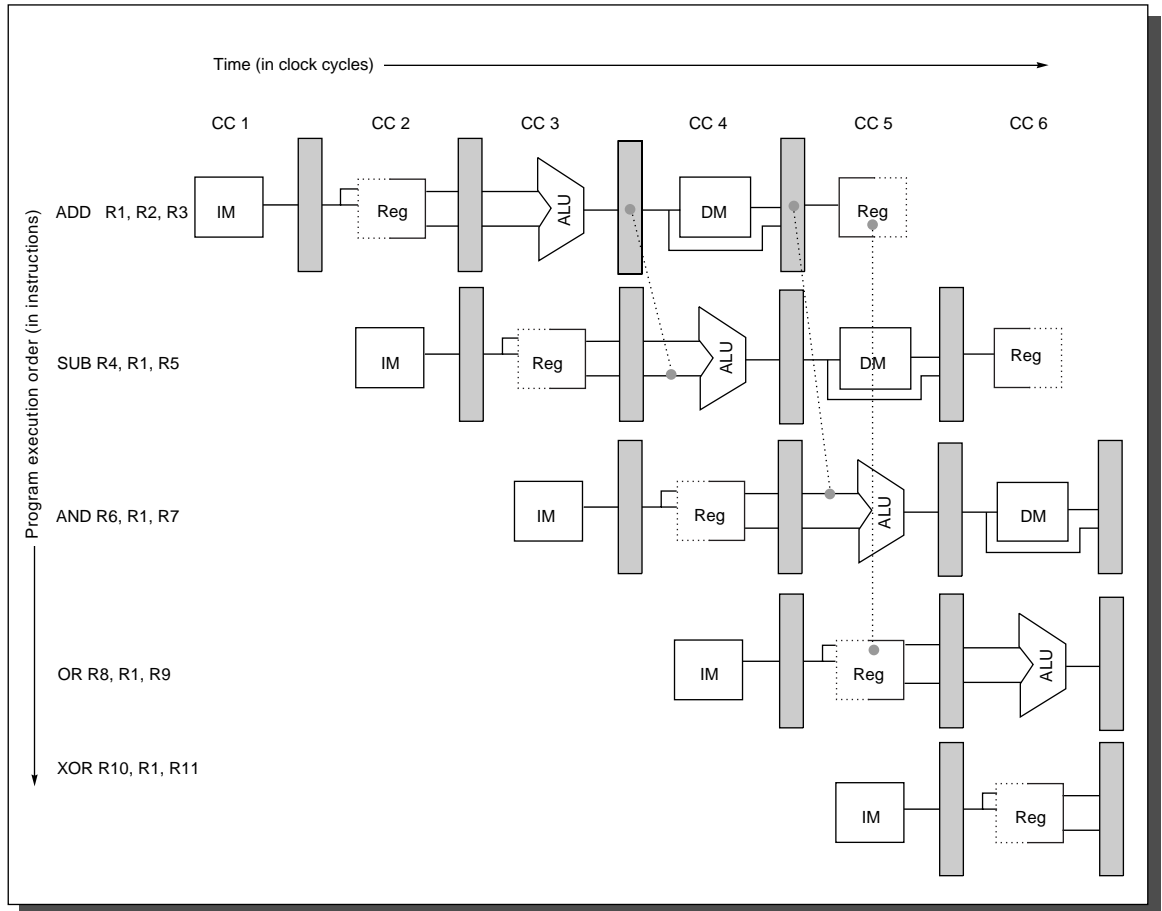 Time (in clock cycles)
CC 1 CC 2 CC 3 CC 4 CC 5 CC 6
Program execution order (in instructions)
ADD R1, R2, R3 IM Reg ALU DM Reg
SUB R4, R1, R5 IM Reg ALU DM Reg
AND R6, R1, R7 IM Reg ALU DM
OR R8, R1, R9 IM Reg ALU
XOR R10, R1, R11 IM Reg